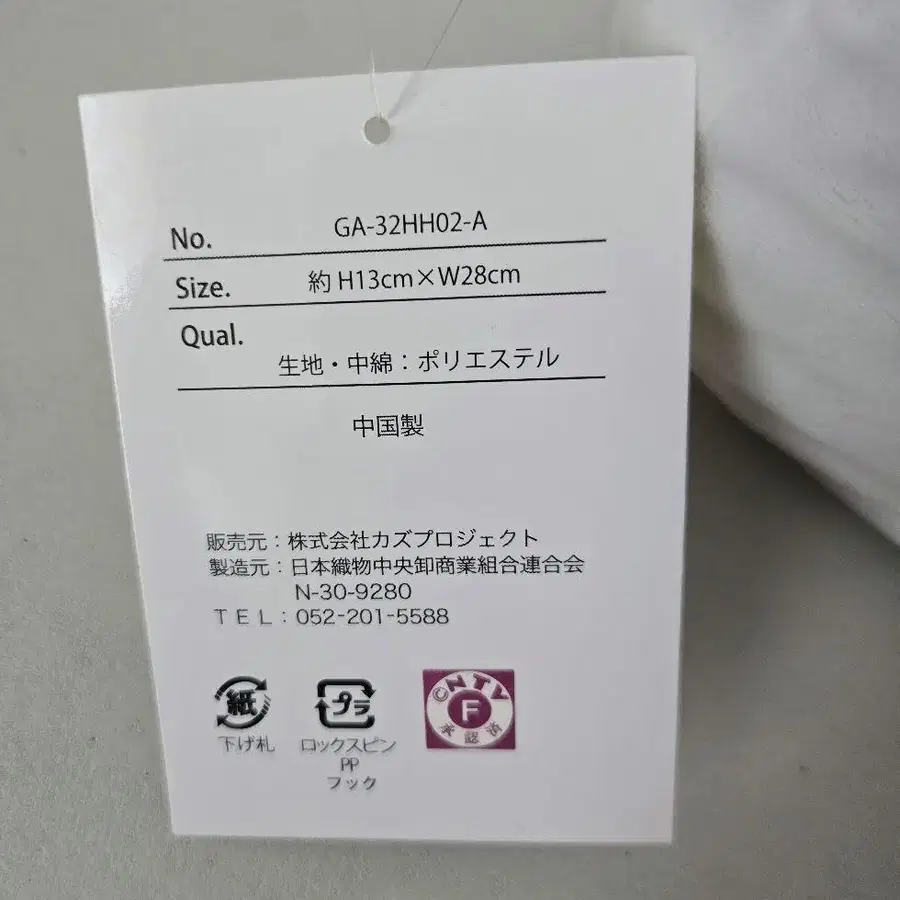 No. GA-32HH02-A
Size. 約 H13cm×W28cm
Qual.
生地・中綿：ポリエステル
中国製
販売元：株式会社カズプロジェクト
製造元：日本織物中央卸商業組合連合会
N-30-9280
ＴＥＬ：052-201-5588
紙
下げ札
プラ
ロックスピン
PP
フック
CNTV
F
承認済